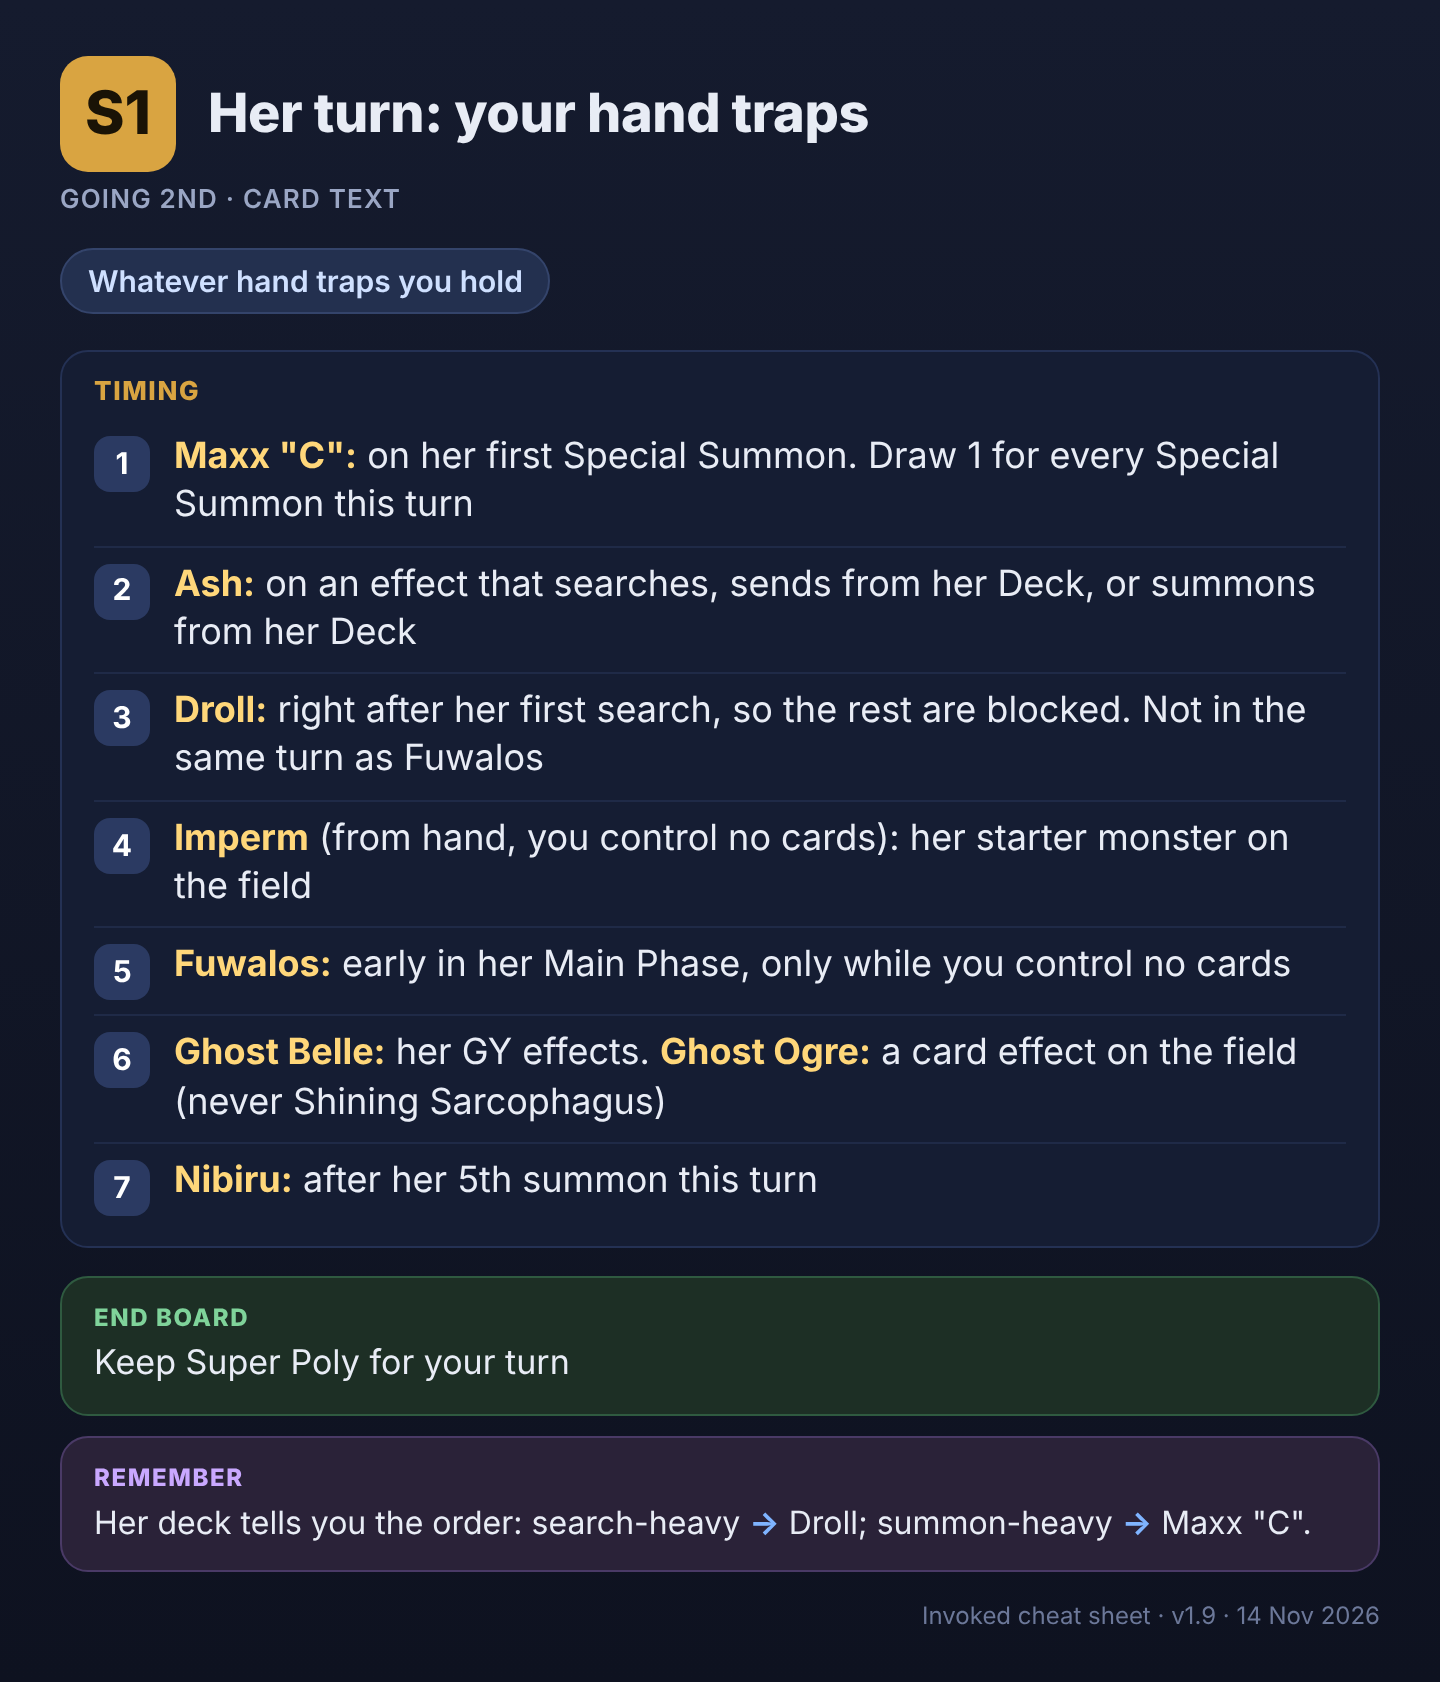 S1
Her turn: your hand traps
GOING 2ND · CARD TEXT
Whatever hand traps you hold
TIMING
1
Maxx "C": on her first Special Summon. Draw 1 for every Special
Summon this turn
2
Ash: on an effect that searches, sends from her Deck, or summons
from her Deck
3
Droll: right after her first search, so the rest are blocked. Not in the
same turn as Fuwalos
4
Imperm (from hand, you control no cards): her starter monster on
the field
5
Fuwalos: early in her Main Phase, only while you control no cards
6
Ghost Belle: her GY effects. Ghost Ogre: a card effect on the field
(never Shining Sarcophagus)
7
Nibiru: after her 5th summon this turn
END BOARD
Keep Super Poly for your turn
REMEMBER
Her deck tells you the order: search-heavy → Droll; summon-heavy → Maxx "C".
Invoked cheat sheet · v1.9 · 14 Nov 2026